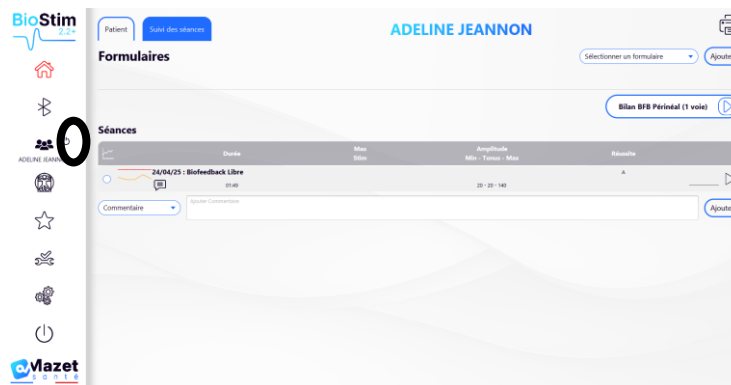 BioStim
2.2+
Patient
Suivi des séances
ADELINE JEANNON
Formulaires
Sélectionner un formulaire
Ajoute
Bilan BFB Périnéal (1 voie)
Séances
ADELINE JEANN
Durée
Max
Stim
Amplitude
Min - Tonus - Max
Réussite
24/04/25 : Biofeedback Libre
01:49
20 - 20 - 140
A
Commentaire
Ajouter Commentaire
Ajoute
Mazet
santé